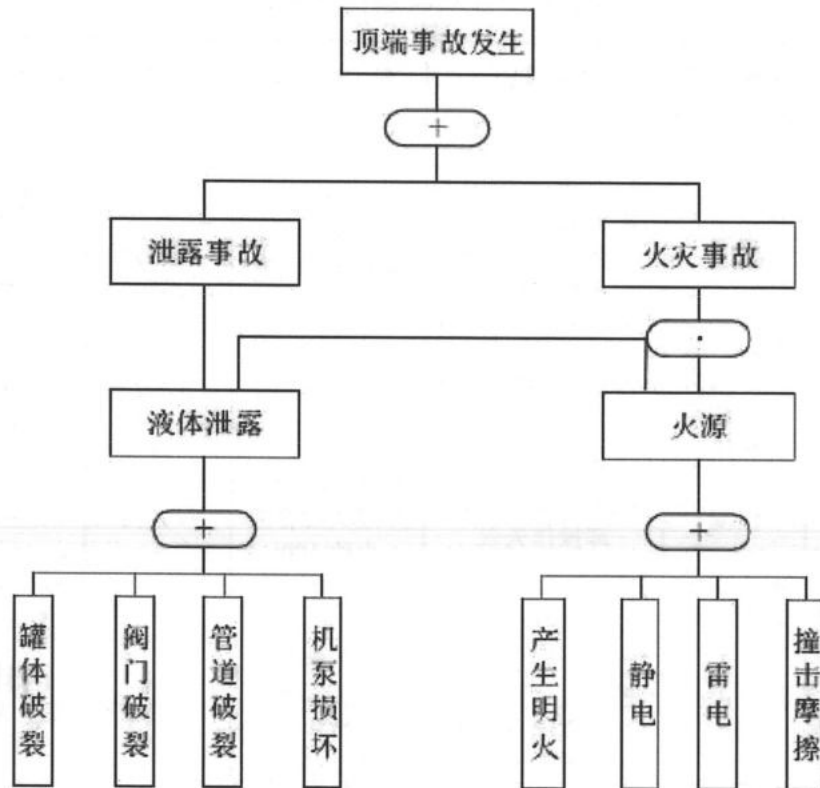 顶端事故发生
+
泄露事故
火灾事故
·
液体泄露
火源
+
+
罐体破裂
阀门破裂
管道破裂
机泵损坏
产生明火
静电
雷电
撞击摩擦